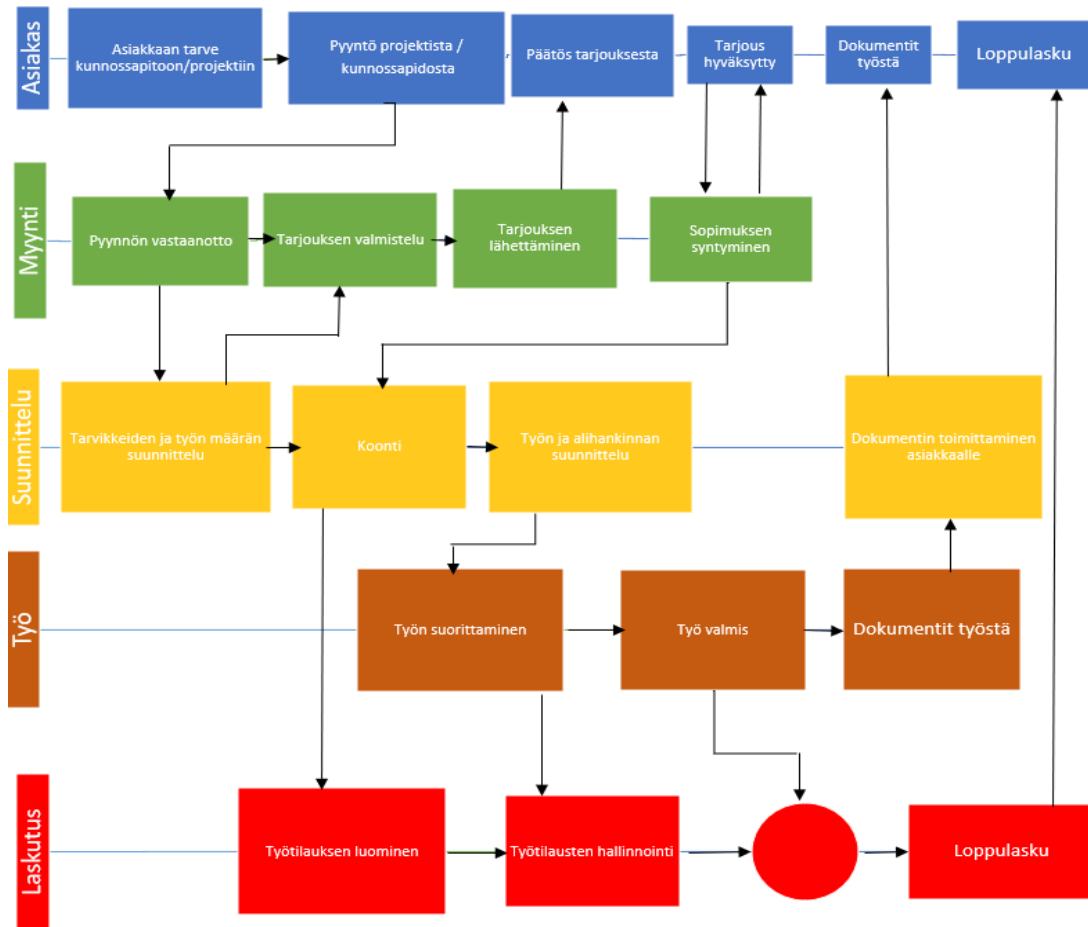 Asiakas
Asiakkaan tarve
kunnossapitoon/projektiin
Pyyntö projektista /
kunnossapidosta
Päätös tarjouksesta
Tarjous
hyväksytty
Dokumentit
työstä
Loppulasku
Myynti
Pyynnön vastaanotto
Tarjouksen valmistelu
Tarjouksen
lähettäminen
Sopimuksen
syntyminen
Suunnittelu
Tarvikkeiden ja työn määrän
suunnittelu
Koonti
Työn ja alihankinnan
suunnittelu
Dokumentin toimittaminen
asiakkaalle
Työ
Työn suorittaminen
Työ valmis
Dokumentit työstä
Laskutus
Työtilauksen luominen
Työtilausten hallinnointi
Loppulasku